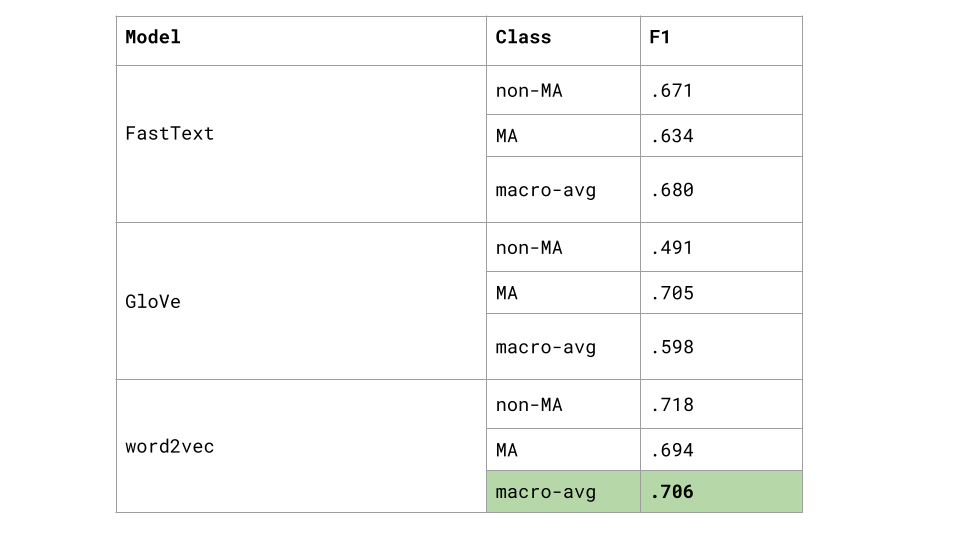 Model Class F1
FastText
non-MA .671
MA .634
macro-avg .680
GloVe
non-MA .491
MA .705
macro-avg .598
word2vec
non-MA .718
MA .694
macro-avg .706